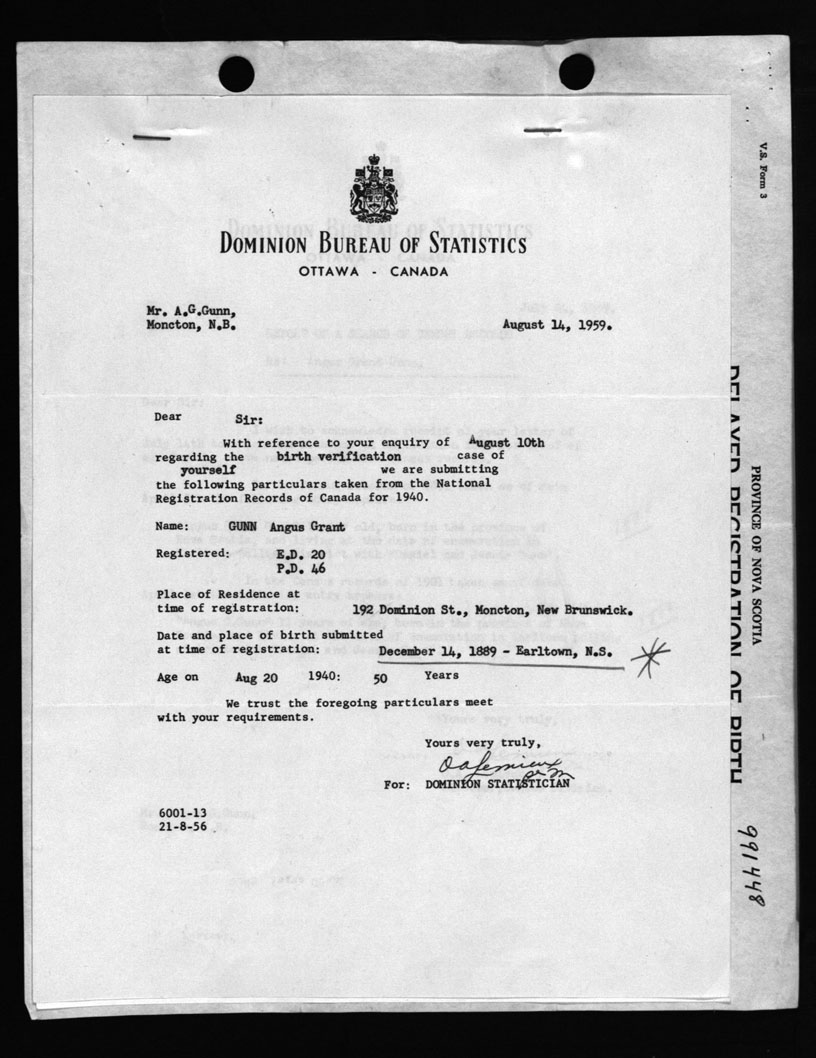 DOMINION BUREAU OF STATISTICS
OTTAWA - CANADA
Mr. A.G.Gunn,
Moncton, N.B.
August 14, 1959.
Dear Sir:
With reference to your enquiry of August 10th
regarding the birth verification case of
yourself we are submitting
the following particulars taken from the National
Registration Records of Canada for 1940.
Name: GUNN Angus Grant
Registered: E.D. 20
P.D. 46
Place of Residence at
time of registration: 192 Dominion St., Moncton, New Brunswick.
Date and place of birth submitted
at time of registration: December 14, 1889 - Earltown, N.S.
Age on Aug 20 1940: 50 Years
We trust the foregoing particulars meet
with your requirements.
Yours very truly,
For: DOMINION STATISTICIAN
6001-13
21-8-56
V.S. Form 3
PROVINCE OF NOVA SCOTIA
DELAYED REGISTRATION OF BIRTH
991448